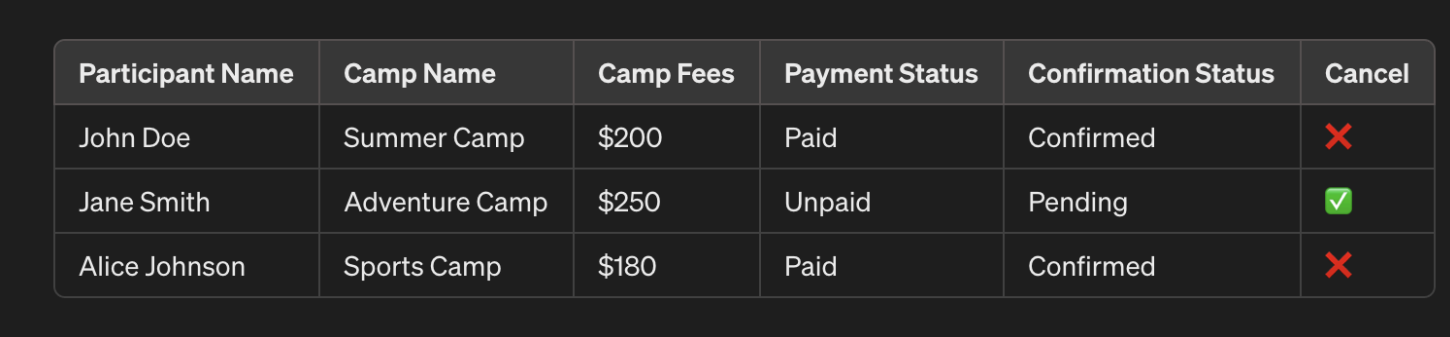 Participant Name Camp Name Camp Fees Payment Status Confirmation Status Cancel
John Doe Summer Camp $200 Paid Confirmed ❌
Jane Smith Adventure Camp $250 Unpaid Pending ✅
Alice Johnson Sports Camp $180 Paid Confirmed ❌